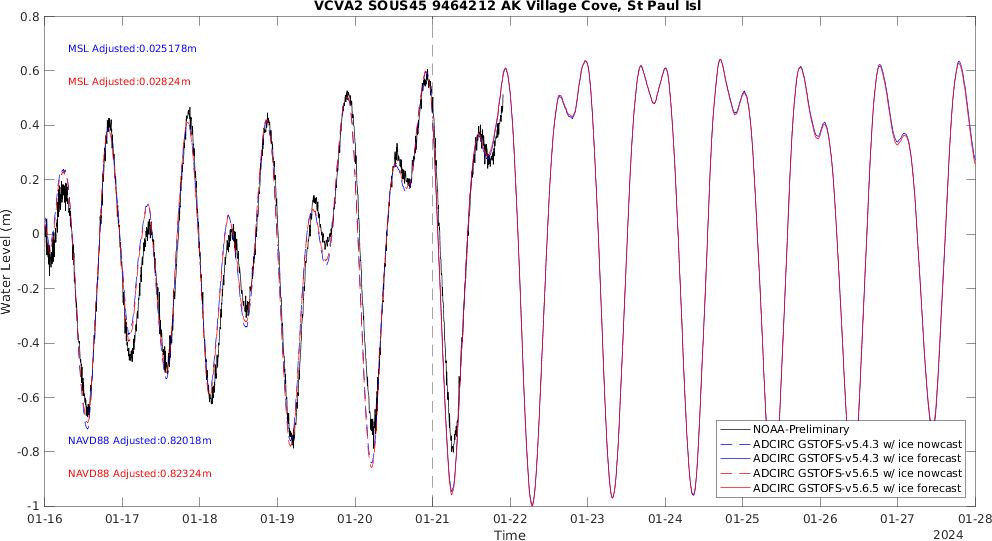 VCVA2 SOUS45 9464212 AK Village Cove, St Paul Isl
0.8
0.6
0.4
0.2
0
-0.2
-0.4
-0.6
-0.8
-1
Water Level (m)
MSL Adjusted:0.025178m
MSL Adjusted:0.02824m
NAVD88 Adjusted:0.82018m
NAVD88 Adjusted:0.82324m
NOAA-Preliminary
ADCIRC GSTOFS-v5.4.3 w/ ice nowcast
ADCIRC GSTOFS-v5.4.3 w/ ice forecast
ADCIRC GSTOFS-v5.6.5 w/ ice nowcast
ADCIRC GSTOFS-v5.6.5 w/ ice forecast
01-16 01-17 01-18 01-19 01-20 01-21 01-22 01-23 01-24 01-25 01-26 01-27 01-28
Time
2024